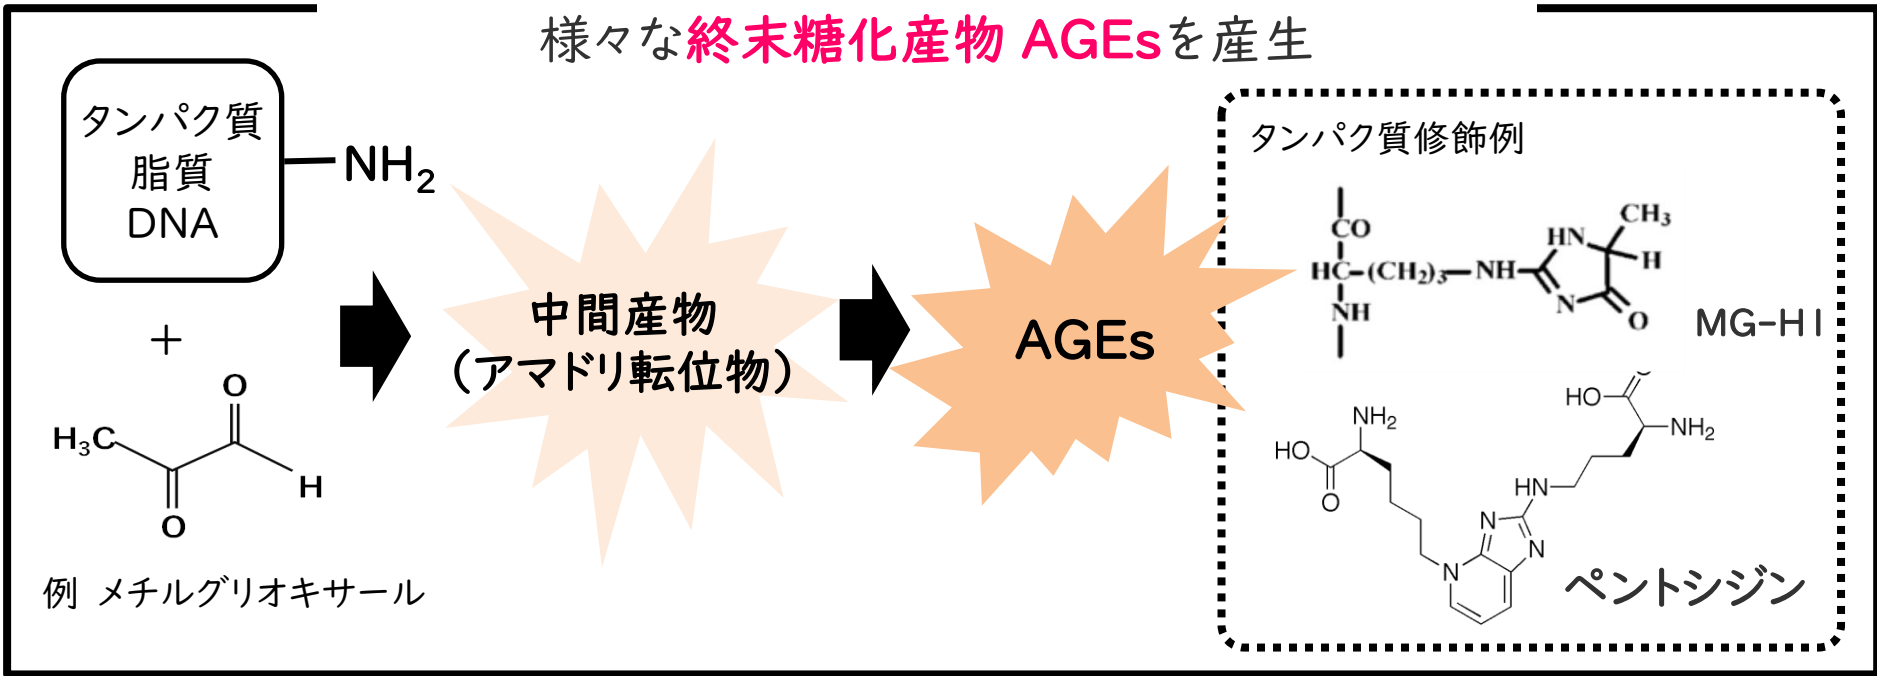 様々な終末糖化産物 AGEsを産生
タンパク質
脂質
DNA
NH2
+
H3C
O
O
H
例 メチルグリオキサール
中間産物
(アマドリ転位物)
AGEs
タンパク質修飾例
CO
HC-(CH2)3-NH
NH
HN
N
CH3
H
O
MG-H1
HO
O
NH2
HO
NH2
HN
N
N
N
ペントシジン